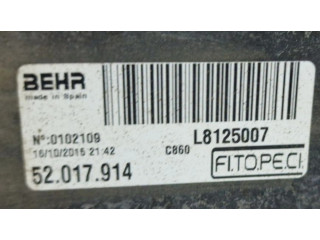 BEHR
made in Spain
Nº:0102109
L8125007
16/10/2015 21:42
C860
52.017.914
FI.TO.PE.CI.